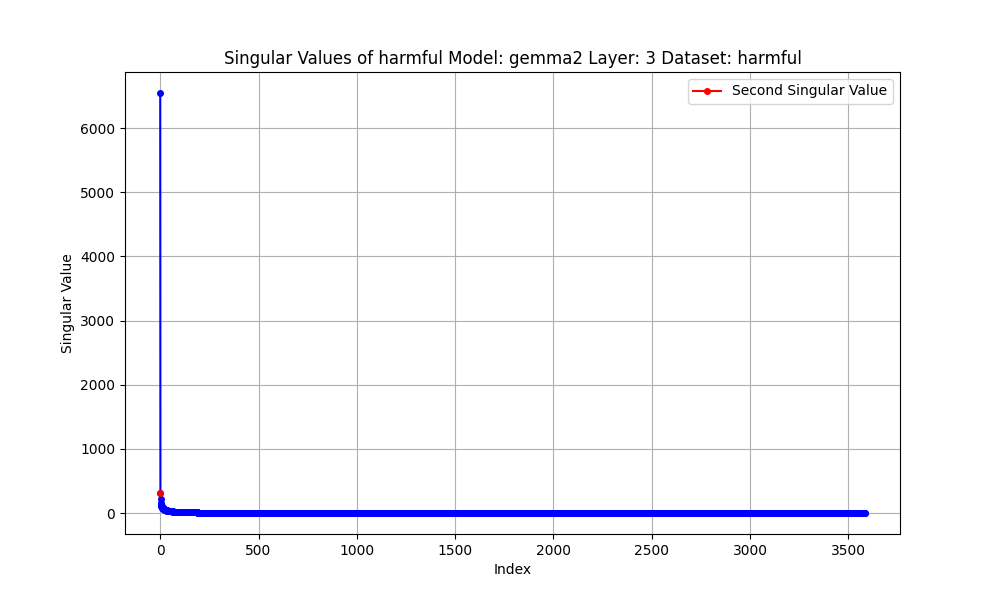 Singular Values of harmful Model: gemma2 Layer: 3 Dataset: harmful
Second Singular Value
6000
5000
4000
3000
2000
1000
0
Singular Value
0 500 1000 1500 2000 2500 3000 3500
Index